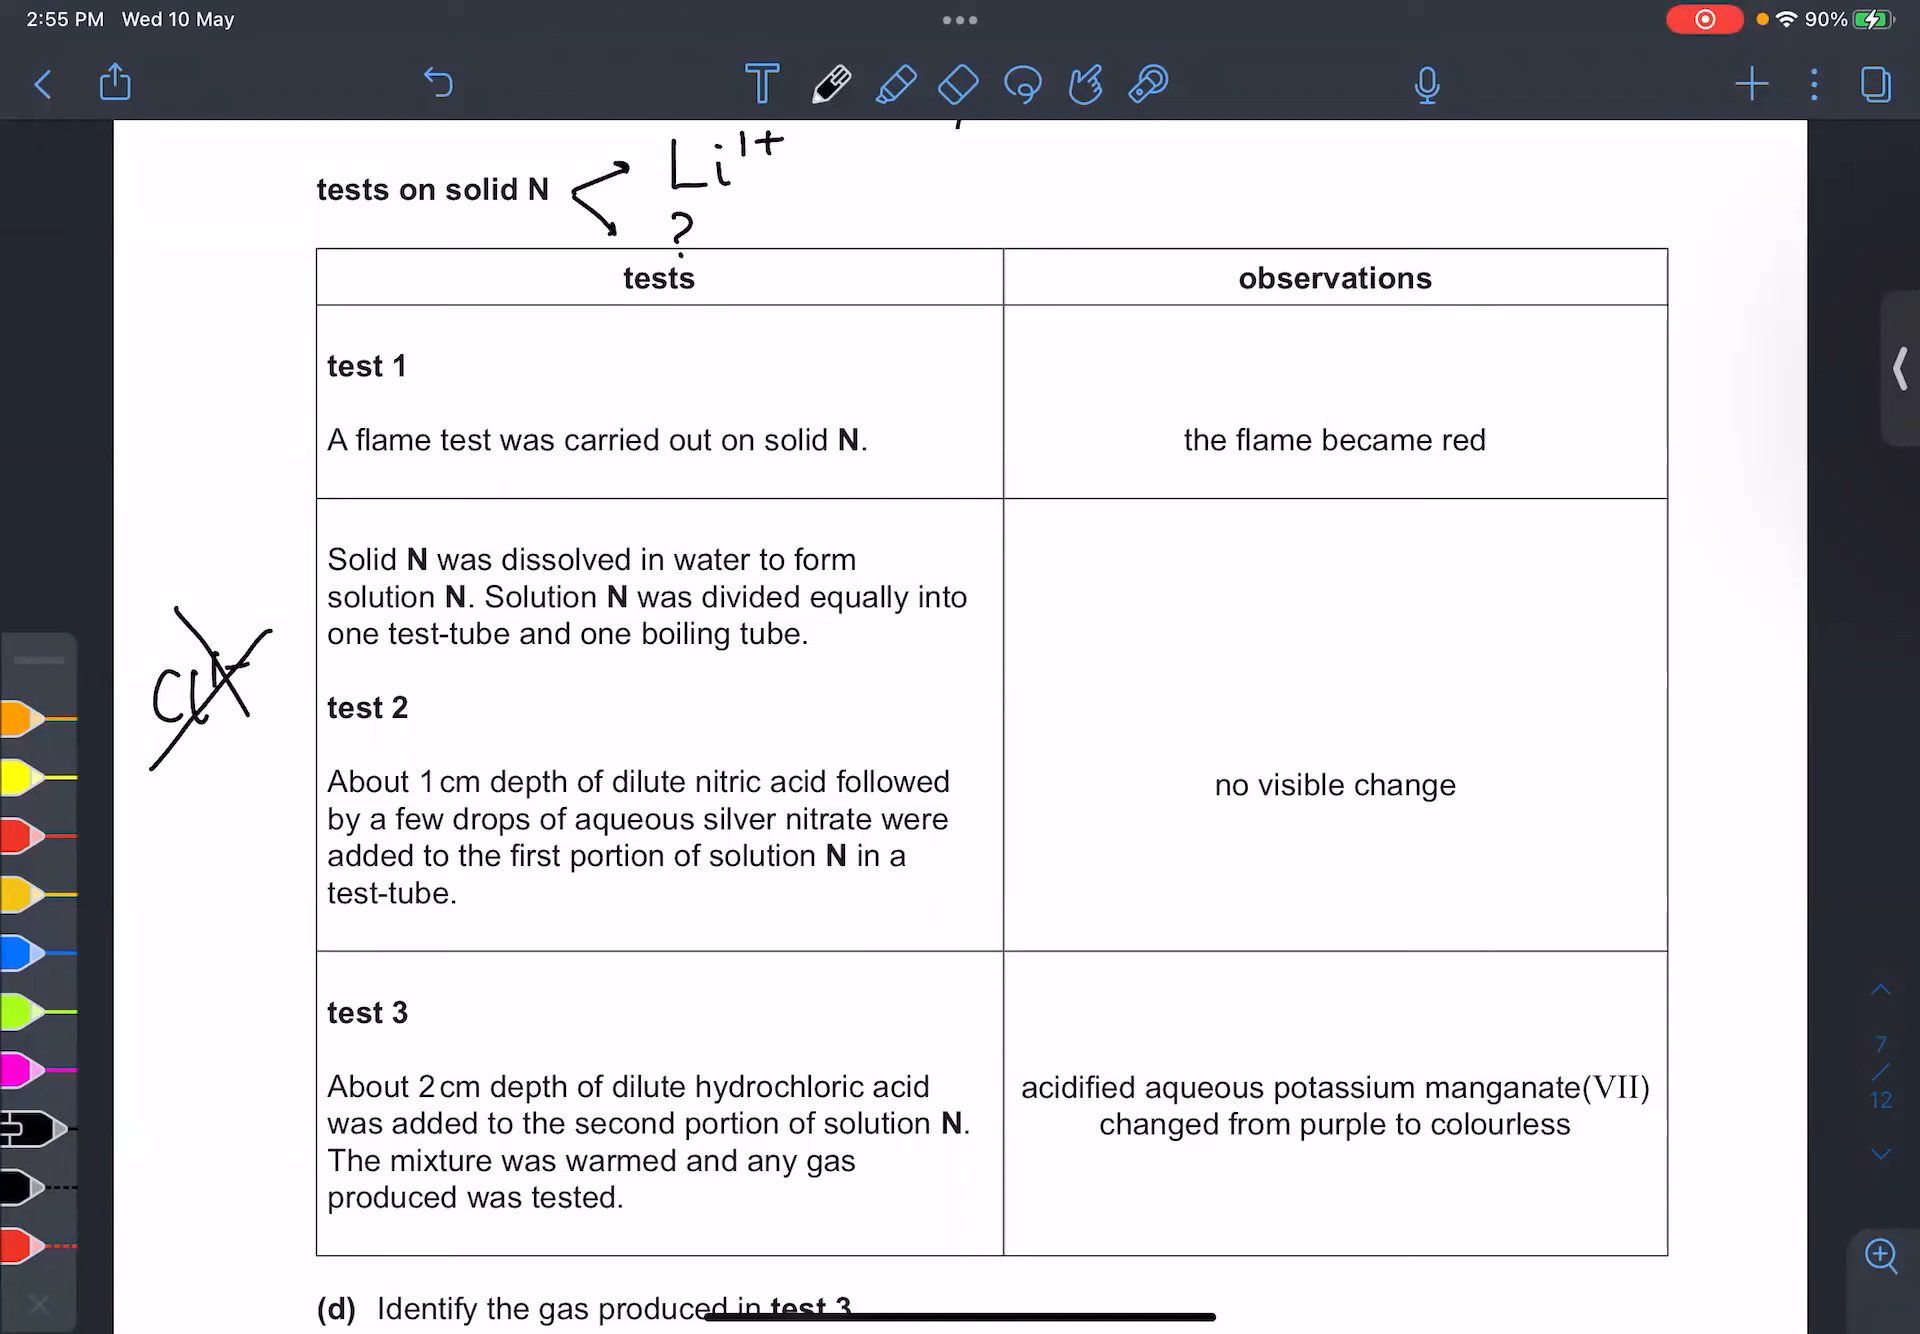 2:55 PM Wed 10 May
90%
Li¹⁺
tests on solid N
?
tests
observations
test 1
A flame test was carried out on solid N.
the flame became red
Solid N was dissolved in water to form
solution N. Solution N was divided equally into
one test-tube and one boiling tube.
test 2
About 1 cm depth of dilute nitric acid followed
by a few drops of aqueous silver nitrate were
added to the first portion of solution N in a
test-tube.
no visible change
test 3
About 2 cm depth of dilute hydrochloric acid
was added to the second portion of solution N.
The mixture was warmed and any gas
produced was tested.
acidified aqueous potassium manganate(VII)
changed from purple to colourless
7
/
12
(d) Identify the gas produced in test 3